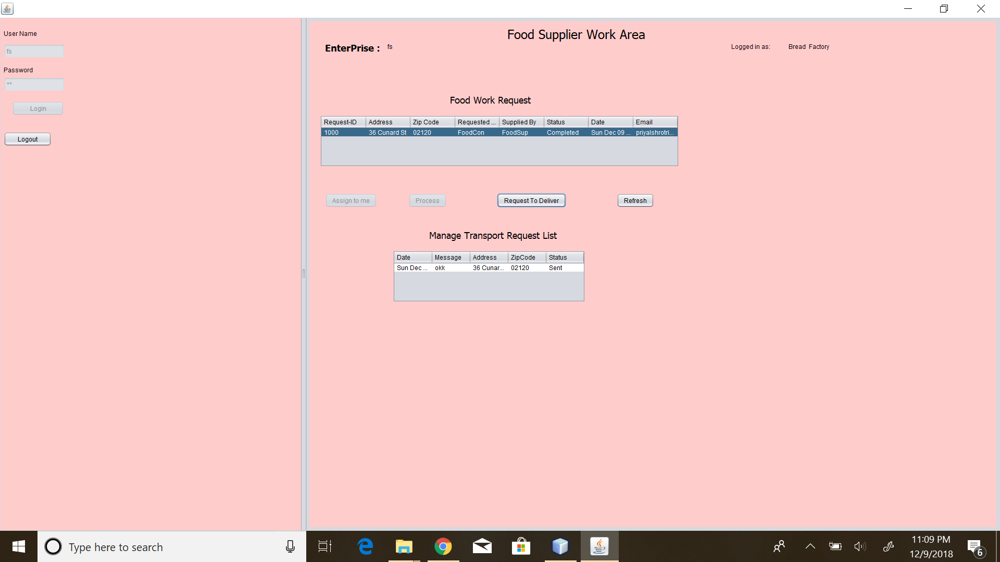 User Name
fs
Password
**
Login
Logout
Food Supplier Work Area
EnterPrise : fs
Logged in as: Bread Factory
Food Work Request
Request-ID Address Zip Code Requested ... Supplied By Status Date Email
1000 36 Cunard St 02120 FoodCon FoodSup Completed Sun Dec 09 ... priyalshrotri...
Assign to me Process Request To Deliver Refresh
Manage Transport Request List
Date Message Address ZipCode Status
Sun Dec ... okk 36 Cunar... 02120 Sent
Type here to search
11:09 PM
12/9/2018
6